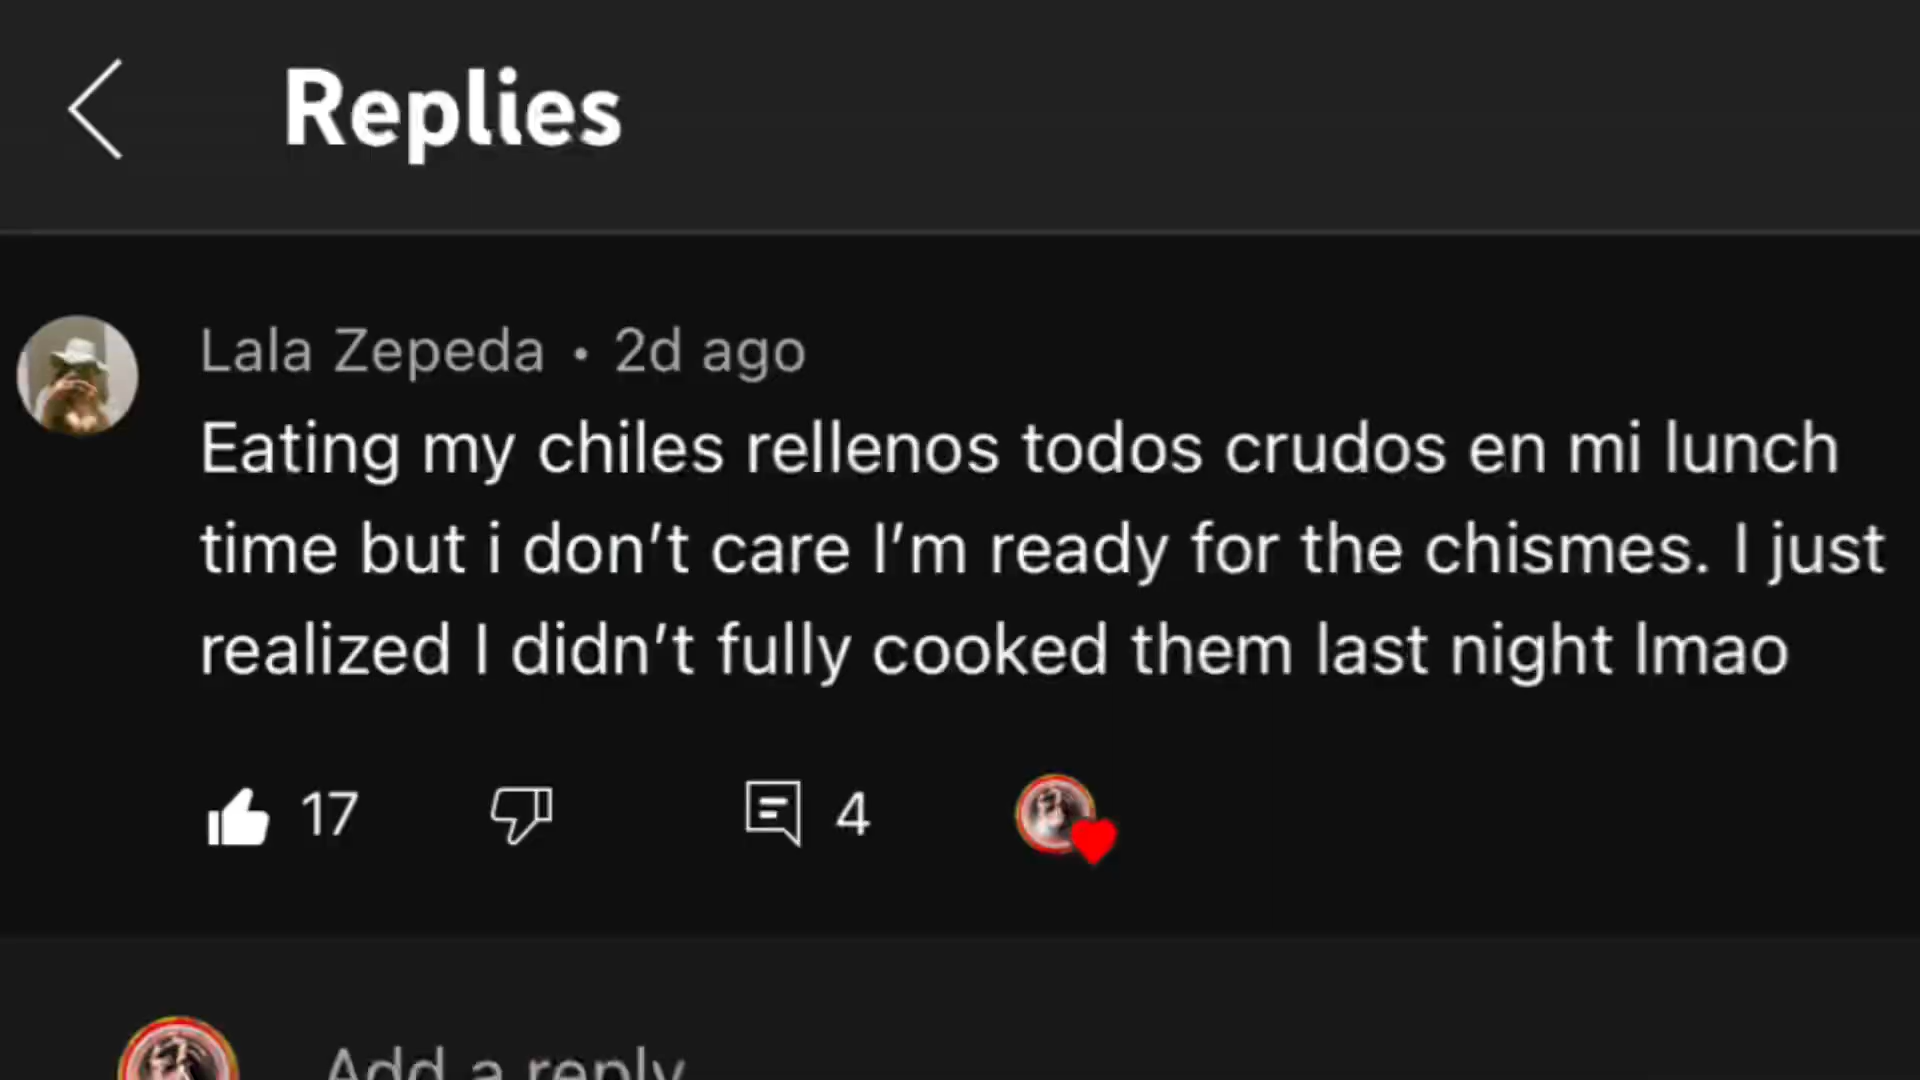 Replies
Lala Zepeda • 2d ago
Eating my chiles rellenos todos crudos en mi lunch
time but i don’t care I’m ready for the chismes. I just
realized I didn’t fully cooked them last night lmao
17 4
Add a reply